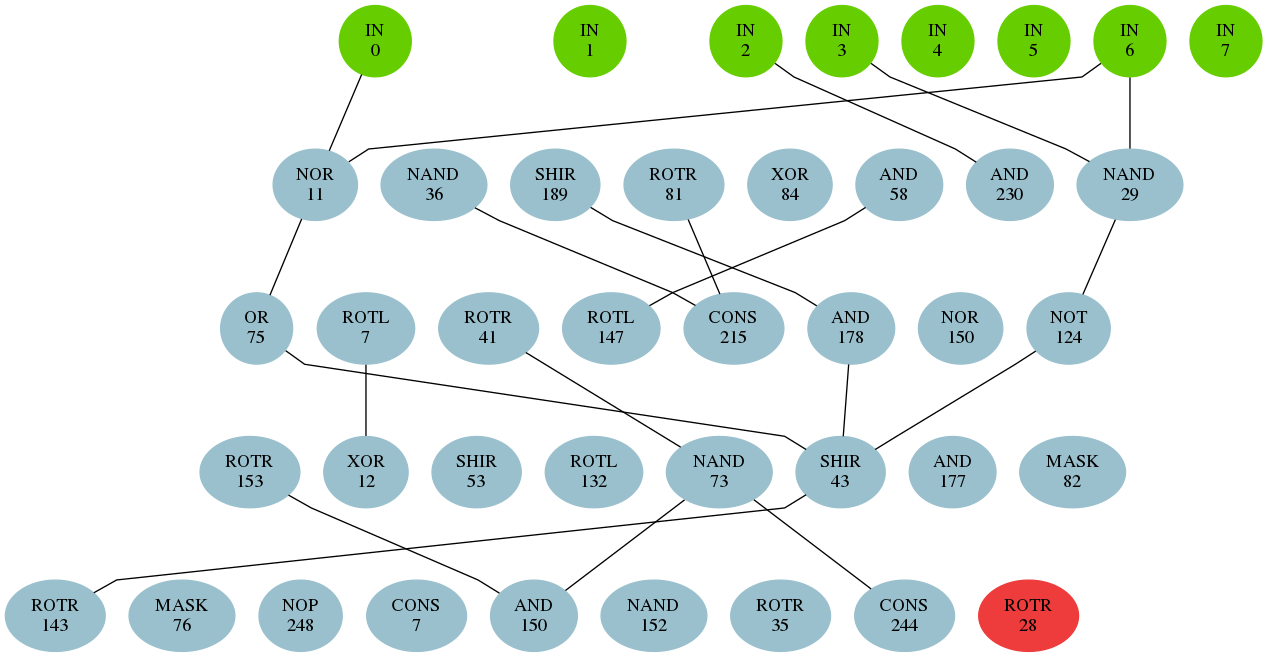 IN
0
IN
1
IN
2
IN
3
IN
4
IN
5
IN
6
IN
7
NOR
11
NAND
36
SHIR
189
ROTR
81
XOR
84
AND
58
AND
230
NAND
29
OR
75
ROTL
7
ROTR
41
ROTL
147
CONS
215
AND
178
NOR
150
NOT
124
ROTR
153
XOR
12
SHIR
53
ROTL
132
NAND
73
SHIR
43
AND
177
MASK
82
ROTR
143
MASK
76
NOP
248
CONS
7
AND
150
NAND
152
ROTR
35
CONS
244
ROTR
28